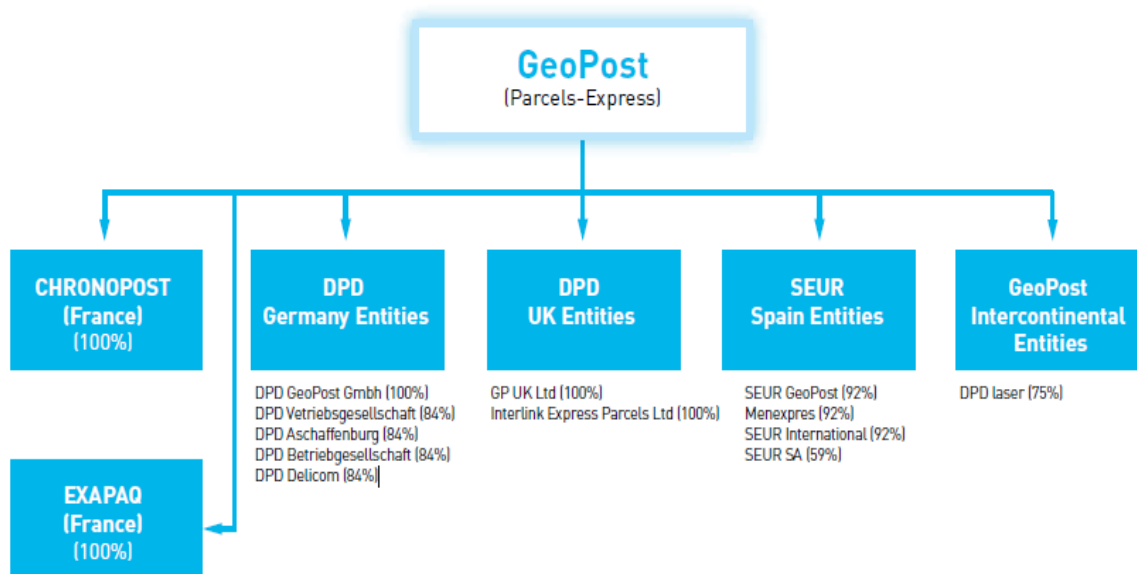 GeoPost
(Parcels-Express)
CHRONOPOST
(France)
(100%)
DPD
Germany Entities
DPD
UK Entities
SEUR
Spain Entities
GeoPost
Intercontinental
Entities
DPD GeoPost Gmbh (100%)
DPD Vetriebsgesellschaft (84%)
DPD Aschaffenburg (84%)
DPD Betriebgesellschaft (84%)
DPD Delicom (84%)
GP UK Ltd (100%)
Interlink Express Parcels Ltd (100%)
SEUR GeoPost (92%)
Menexpres (92%)
SEUR International (92%)
SEUR SA (59%)
DPD laser (75%)
EXAPAQ
(France)
(100%)